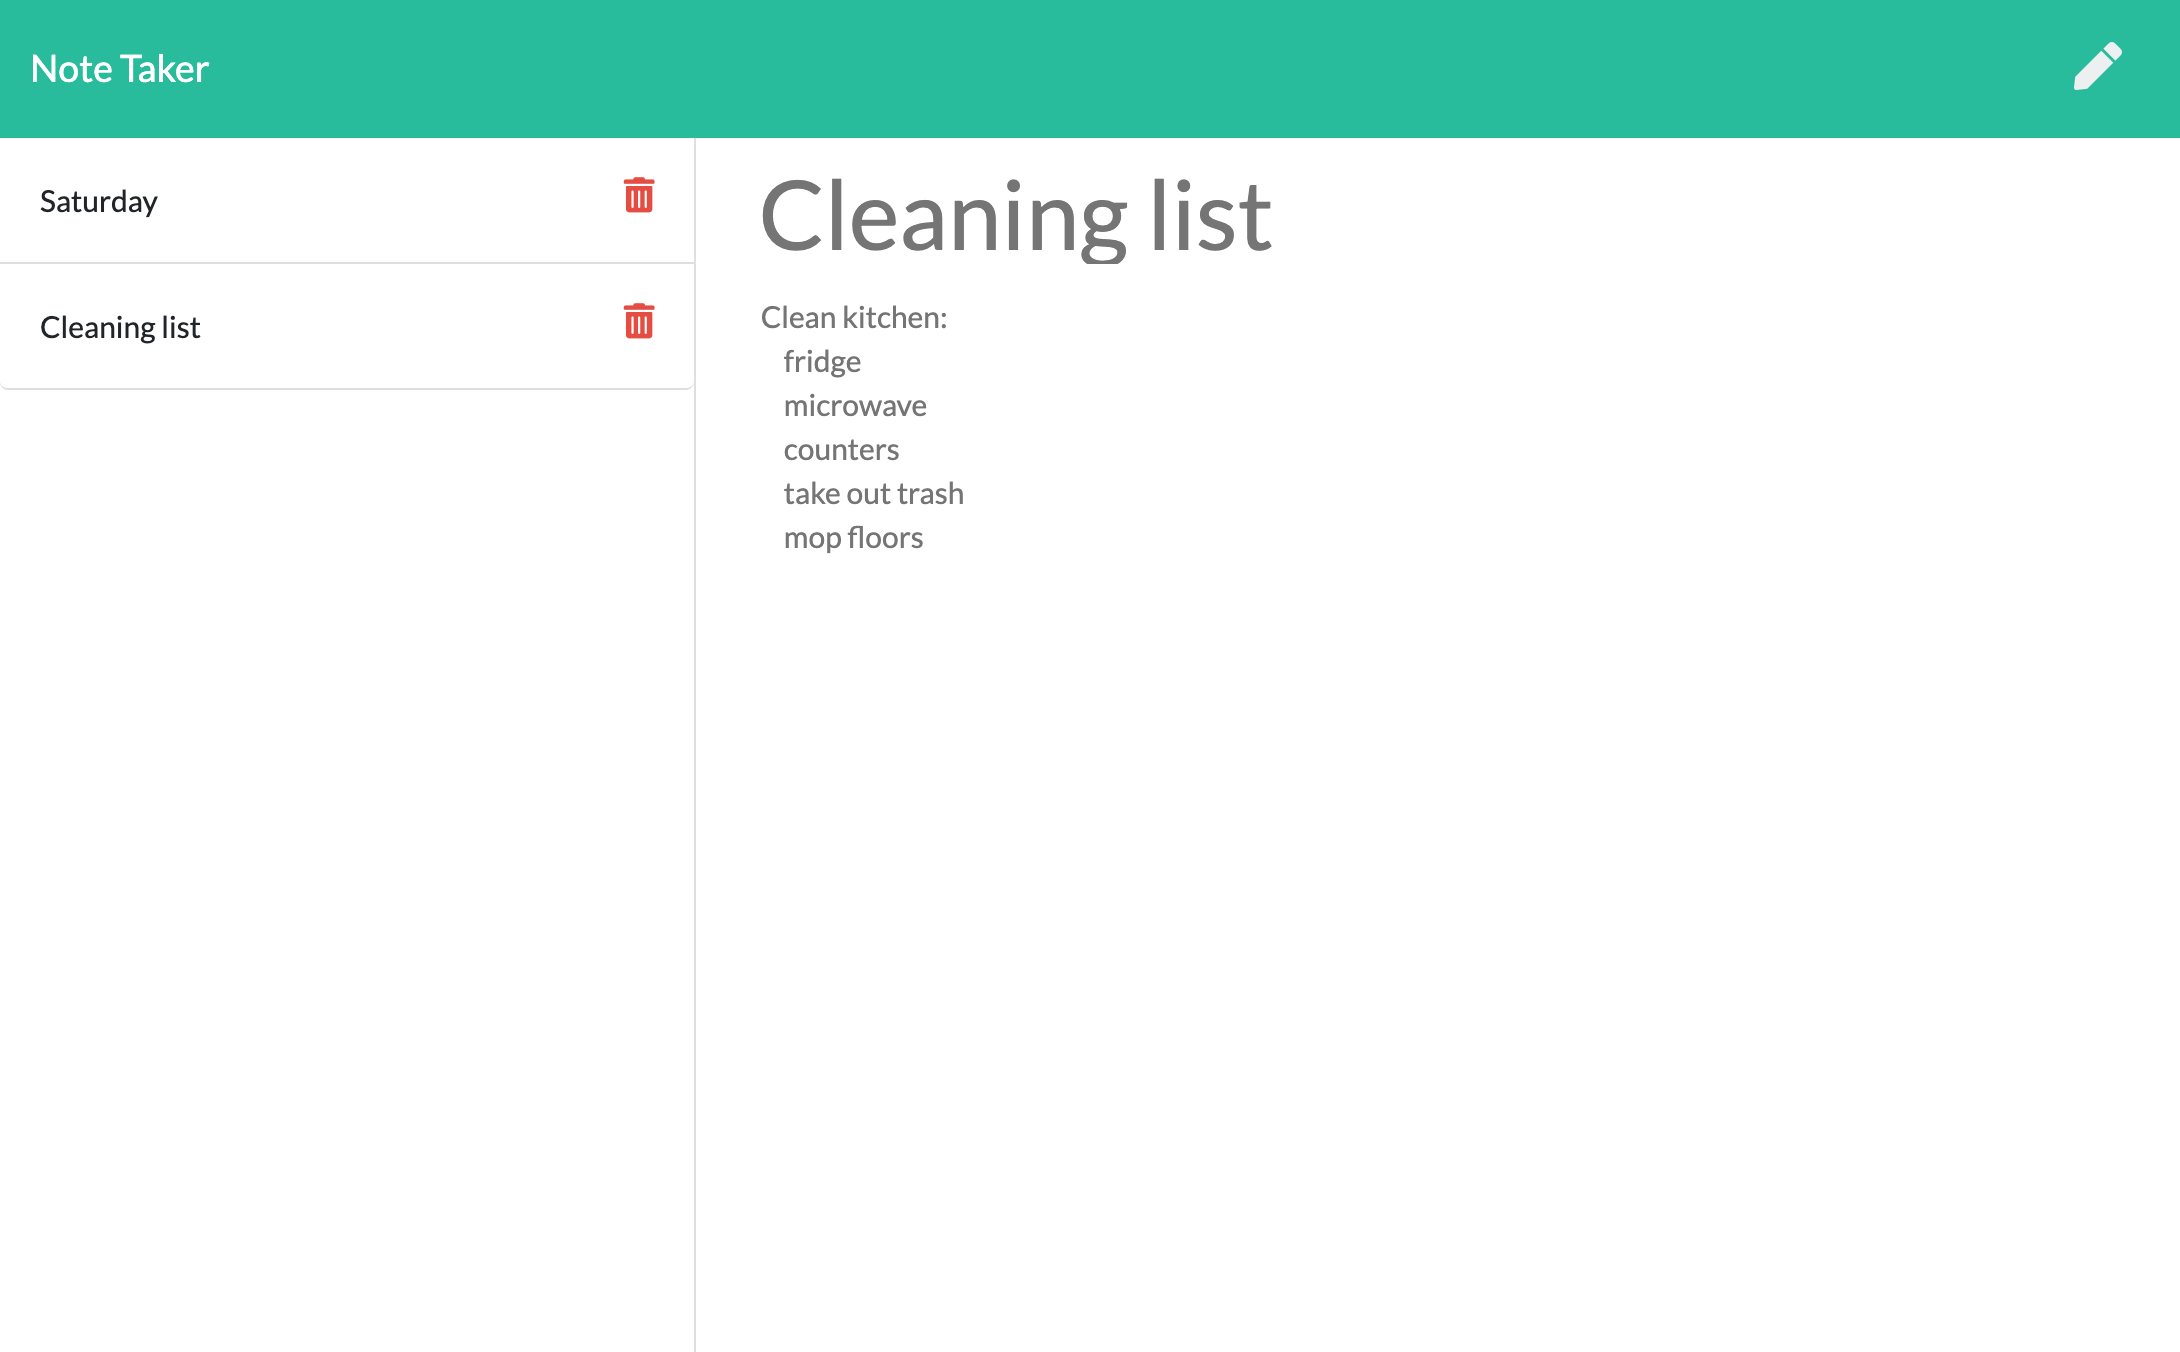 Note Taker
Saturday
Cleaning list
Cleaning list
Clean kitchen:
fridge
microwave
counters
take out trash
mop floors